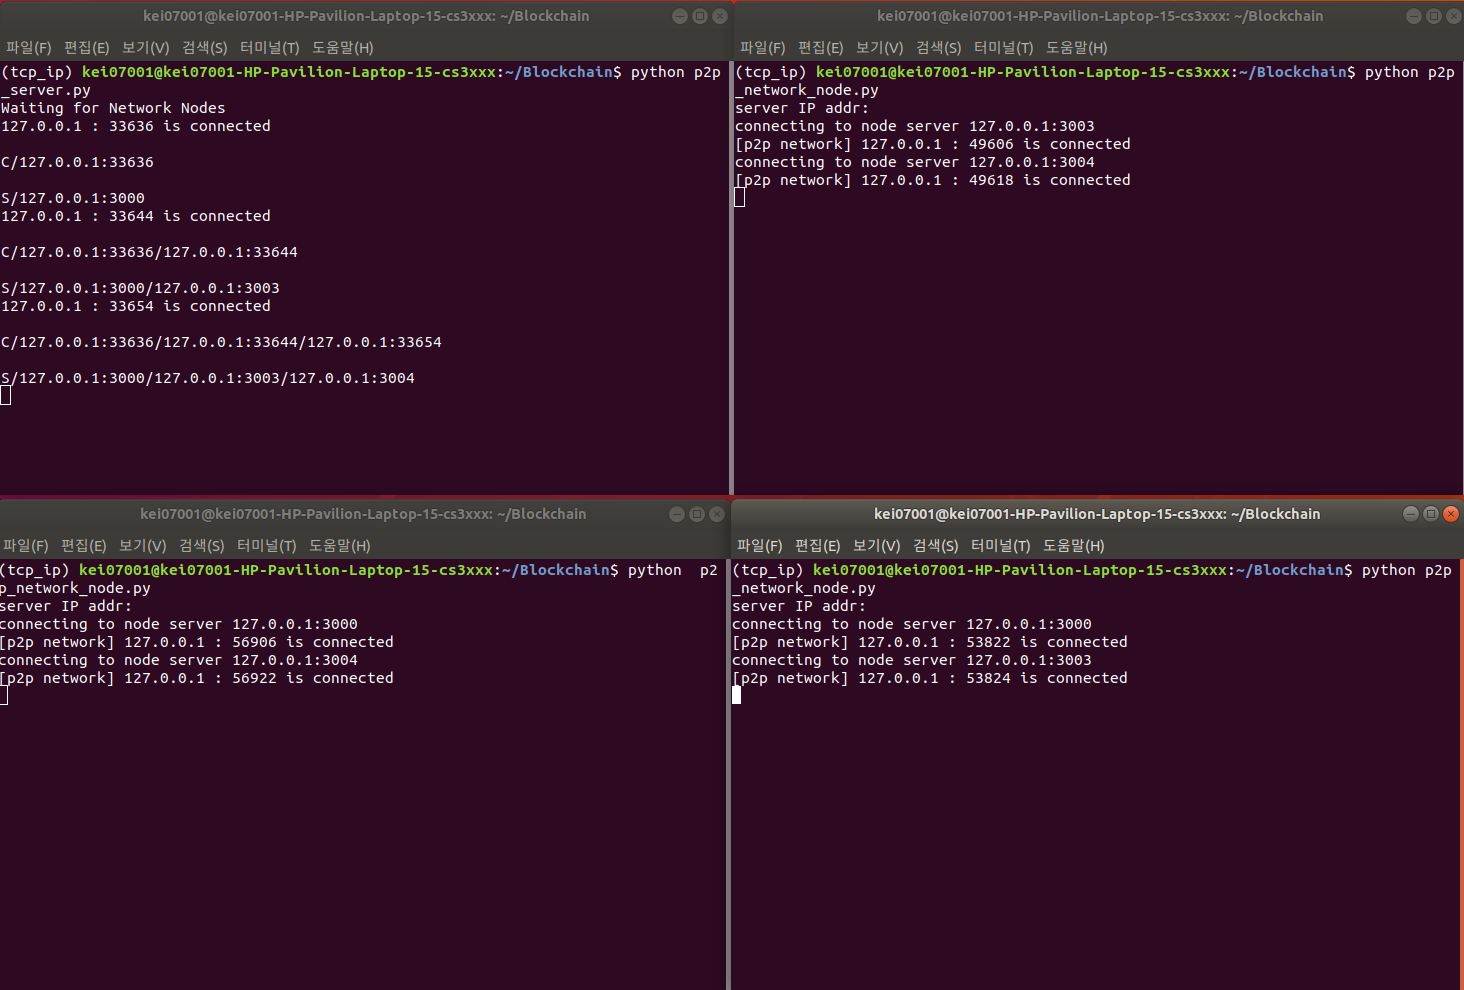 kei07001@kei07001-HP-Pavilion-Laptop-15-cs3xxx: ~/Blockchain
파일(F) 편집(E) 보기(V) 검색(S) 터미널(T) 도움말(H)
(tcp_ip) kei07001@kei07001-HP-Pavilion-Laptop-15-cs3xxx:~/Blockchain$ python p2p
_server.py
Waiting for Network Nodes
127.0.0.1 : 33636 is connected
C/127.0.0.1:33636
S/127.0.0.1:3000
127.0.0.1 : 33644 is connected
C/127.0.0.1:33636/127.0.0.1:33644
S/127.0.0.1:3000/127.0.0.1:3003
127.0.0.1 : 33654 is connected
C/127.0.0.1:33636/127.0.0.1:33644/127.0.0.1:33654
S/127.0.0.1:3000/127.0.0.1:3003/127.0.0.1:3004
kei07001@kei07001-HP-Pavilion-Laptop-15-cs3xxx: ~/Blockchain
파일(F) 편집(E) 보기(V) 검색(S) 터미널(T) 도움말(H)
(tcp_ip) kei07001@kei07001-HP-Pavilion-Laptop-15-cs3xxx:~/Blockchain$ python p2p
_network_node.py
server IP addr:
connecting to node server 127.0.0.1:3003
[p2p network] 127.0.0.1 : 49606 is connected
connecting to node server 127.0.0.1:3004
[p2p network] 127.0.0.1 : 49618 is connected
kei07001@kei07001-HP-Pavilion-Laptop-15-cs3xxx: ~/Blockchain
파일(F) 편집(E) 보기(V) 검색(S) 터미널(T) 도움말(H)
(tcp_ip) kei07001@kei07001-HP-Pavilion-Laptop-15-cs3xxx:~/Blockchain$ python  p2
p_network_node.py
server IP addr:
connecting to node server 127.0.0.1:3000
[p2p network] 127.0.0.1 : 56906 is connected
connecting to node server 127.0.0.1:3004
[p2p network] 127.0.0.1 : 56922 is connected
kei07001@kei07001-HP-Pavilion-Laptop-15-cs3xxx: ~/Blockchain
파일(F) 편집(E) 보기(V) 검색(S) 터미널(T) 도움말(H)
(tcp_ip) kei07001@kei07001-HP-Pavilion-Laptop-15-cs3xxx:~/Blockchain$ python p2p
_network_node.py
server IP addr:
connecting to node server 127.0.0.1:3000
[p2p network] 127.0.0.1 : 53822 is connected
connecting to node server 127.0.0.1:3003
[p2p network] 127.0.0.1 : 53824 is connected